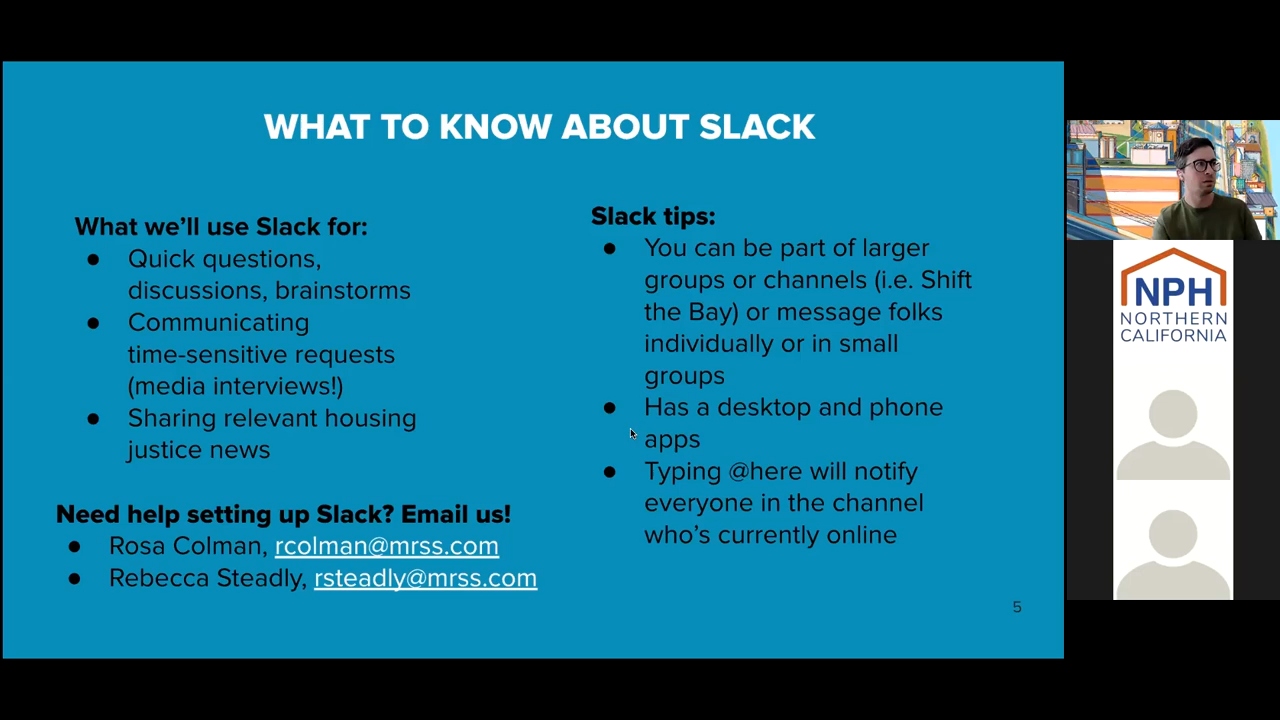 WHAT TO KNOW ABOUT SLACK
What we'll use Slack for:
● Quick questions,
discussions, brainstorms
● Communicating
time-sensitive requests
(media interviews!)
● Sharing relevant housing
justice news
Need help setting up Slack? Email us!
● Rosa Colman, rcolman@mrss.com
● Rebecca Steadly, rsteadly@mrss.com
Slack tips:
● You can be part of larger
groups or channels (i.e. Shift
the Bay) or message folks
individually or in small
groups
● Has a desktop and phone
apps
● Typing @here will notify
everyone in the channel
who's currently online
5
NPH
NORTHERN
CALIFORNIA